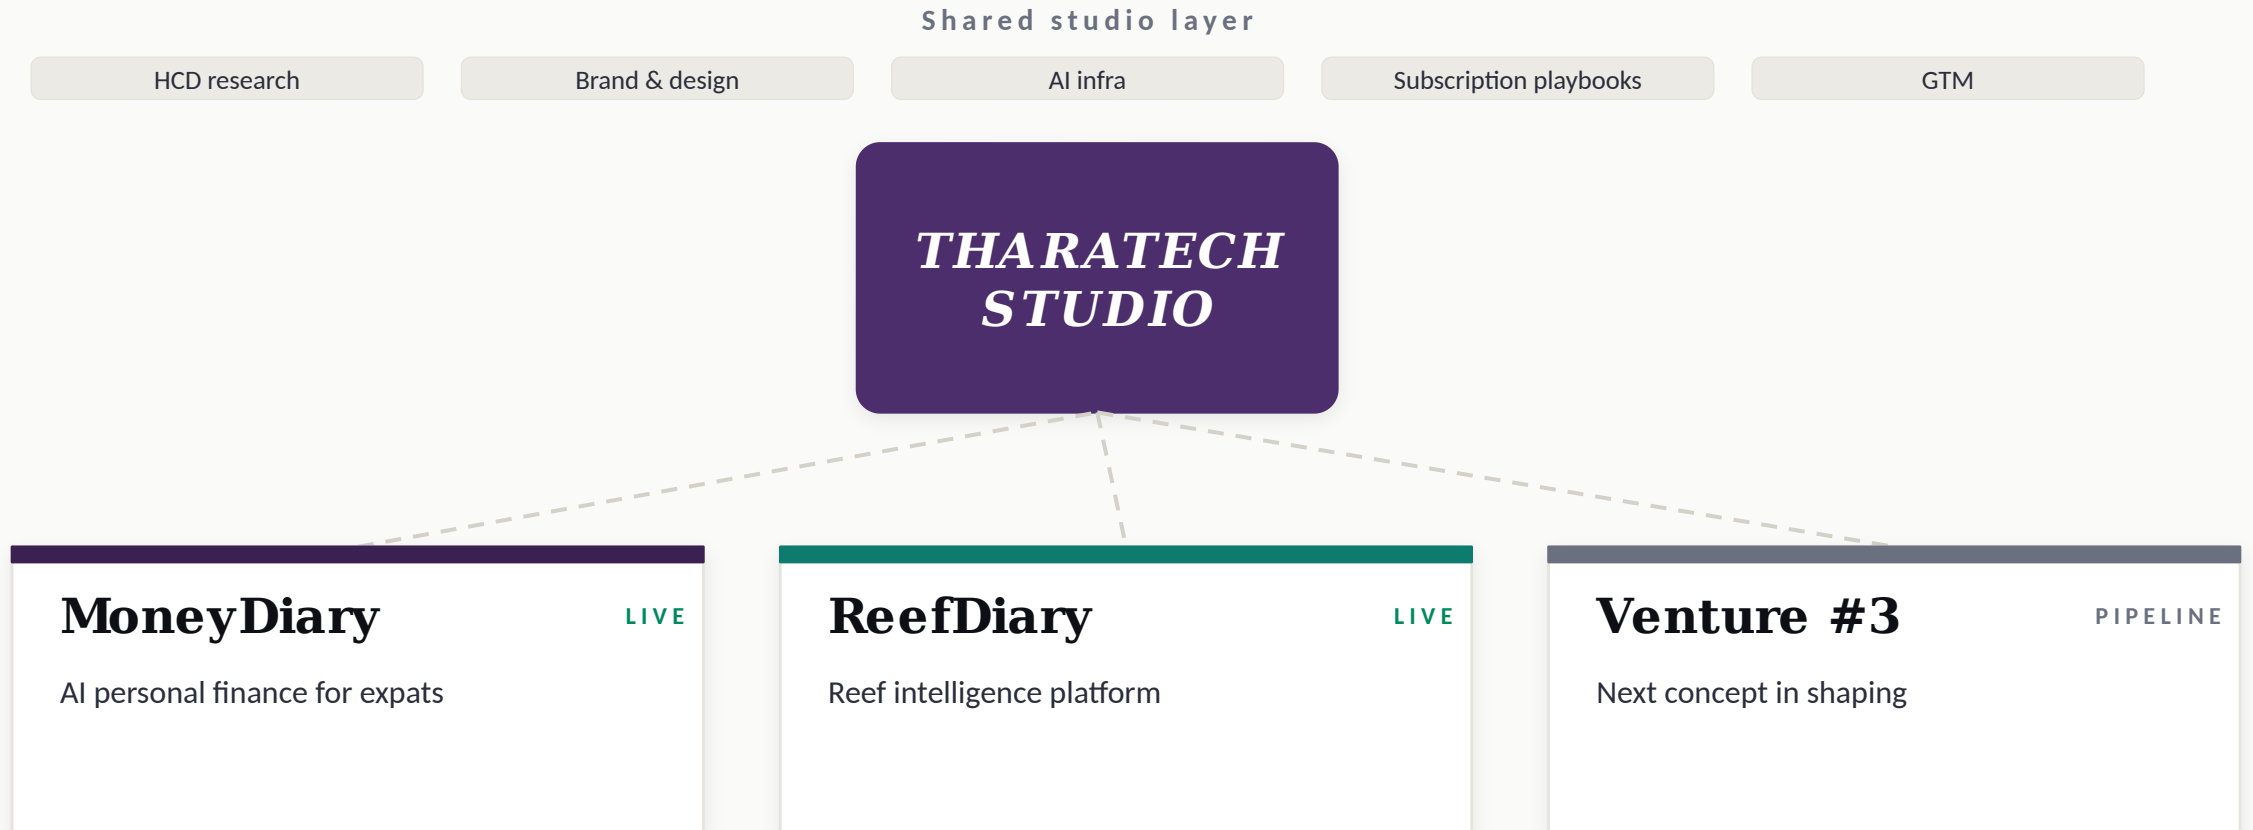 Shared studio layer
HCD research
Brand & design
AI infra
Subscription playbooks
GTM
THARATECH
STUDIO
MoneyDiary
LIVE
AI personal finance for expats
ReefDiary
LIVE
Reef intelligence platform
Venture #3
PIPELINE
Next concept in shaping